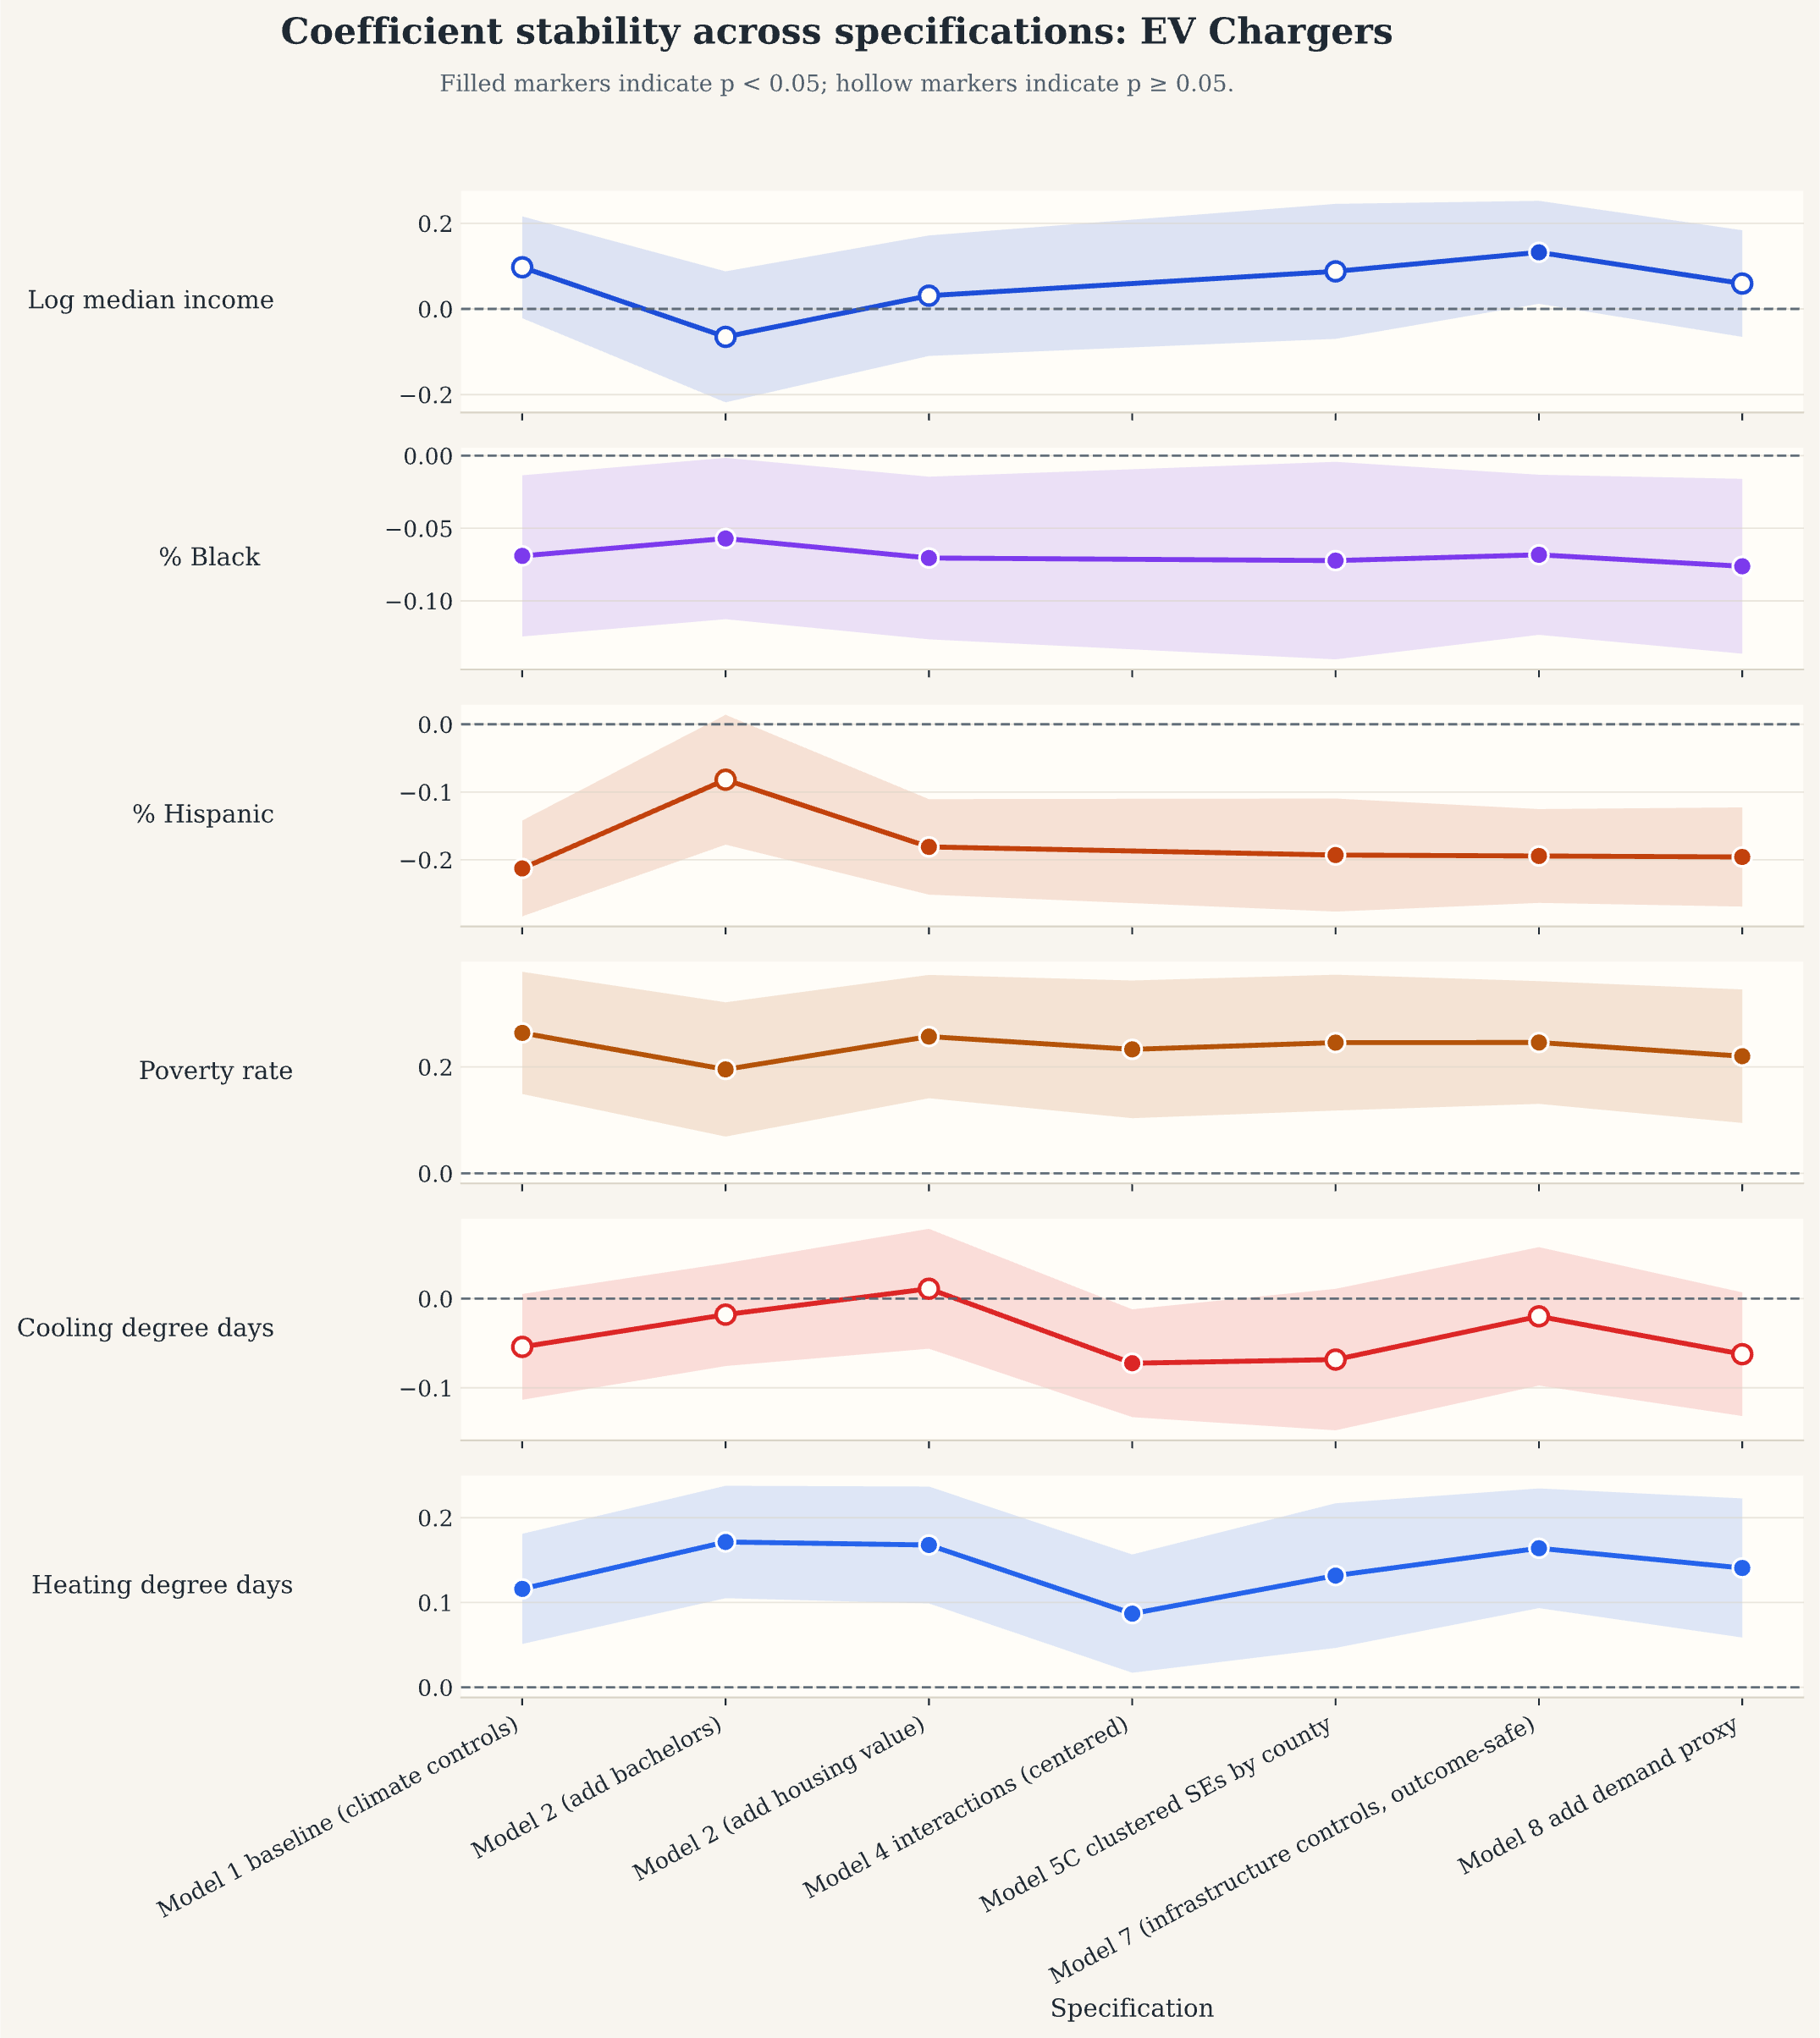 Coefficient stability across specifications: EV Chargers
Filled markers indicate p < 0.05; hollow markers indicate p ≥ 0.05.
Log median income
0.2
0.0
−0.2
% Black
0.00
−0.05
−0.10
% Hispanic
0.0
−0.1
−0.2
Poverty rate
0.2
0.0
Cooling degree days
0.0
−0.1
Heating degree days
0.2
0.1
0.0
Model 1 baseline (climate controls)
Model 2 (add bachelors)
Model 2 (add housing value)
Model 4 interactions (centered)
Model 5C clustered SEs by county
Model 7 (infrastructure controls, outcome-safe)
Model 8 add demand proxy
Specification